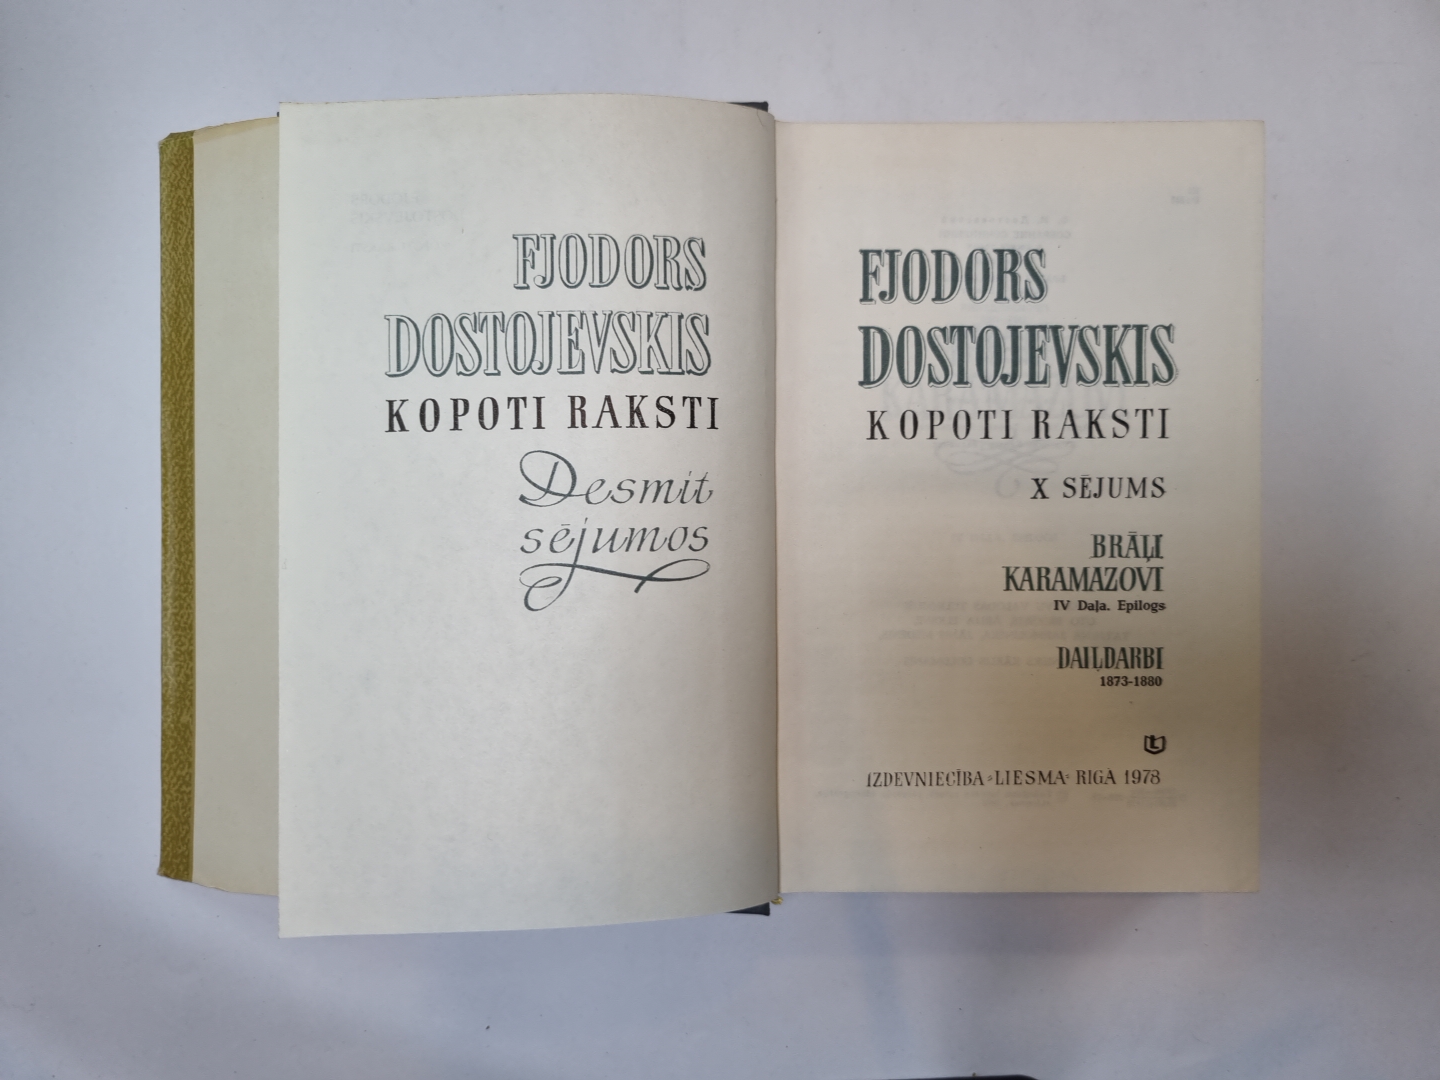 FJODORS
DOSTOJEVSKIS
KOPOTI RAKSTI
Desmit
sējumos
FJODORS
DOSTOJEVSKIS
KOPOTI RAKSTI
X SĒJUMS
BRĀĻI
KARAMAZOVI
IV Daļa. Epilogs
DAIĻDARBI
1873-1880
IZDEVNIECĪBA «LIESMA» RĪGĀ 1978